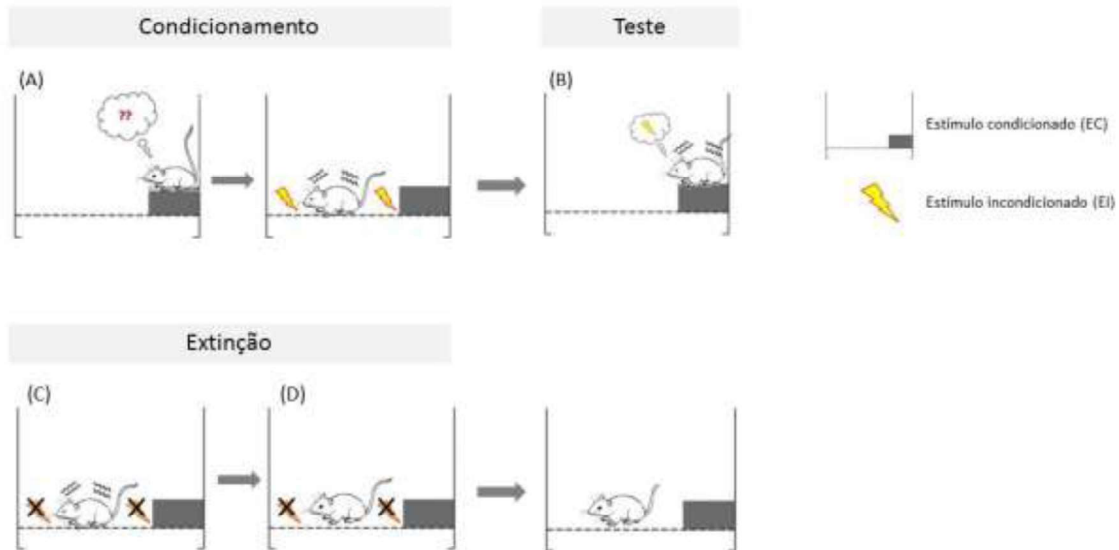 Condicionamento
Teste
(A)
??
(B)
Estímulo condicionado (EC)
Estímulo incondicionado (EI)
Extinção
(C)
(D)